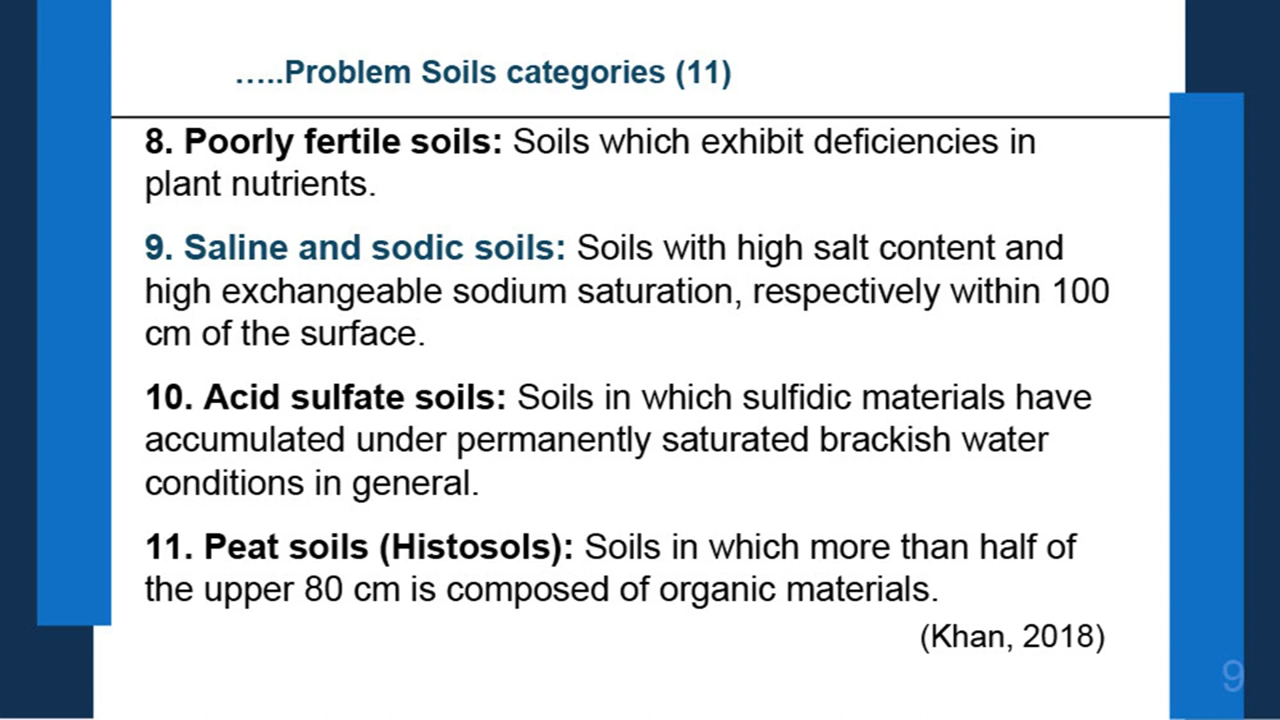 …..Problem Soils categories (11)
8. Poorly fertile soils: Soils which exhibit deficiencies in
plant nutrients.
9. Saline and sodic soils: Soils with high salt content and
high exchangeable sodium saturation, respectively within 100
cm of the surface.
10. Acid sulfate soils: Soils in which sulfidic materials have
accumulated under permanently saturated brackish water
conditions in general.
11. Peat soils (Histosols): Soils in which more than half of
the upper 80 cm is composed of organic materials.
(Khan, 2018)
9